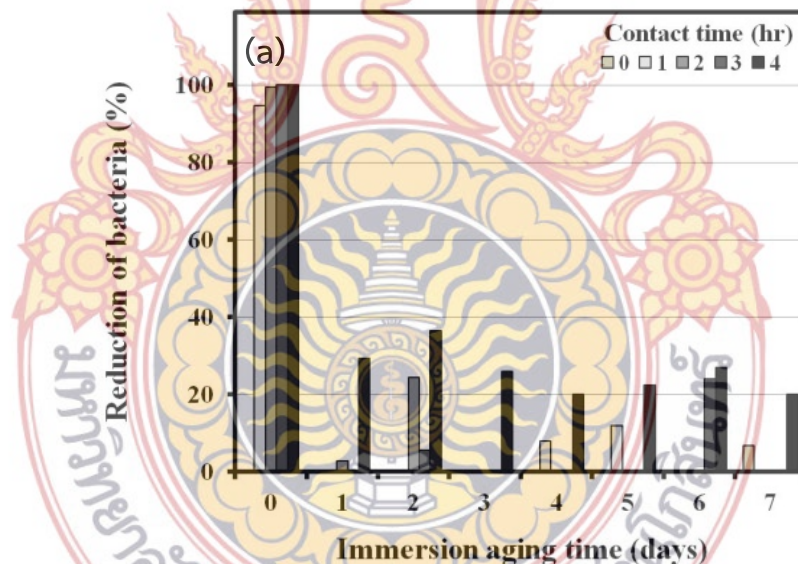 (a)
Contact time (hr)
0 1 2 3 4
Reduction of bacteria (%)
100
80
60
40
20
0
0 1 2 3 4 5 6 7
Immersion aging time (days)